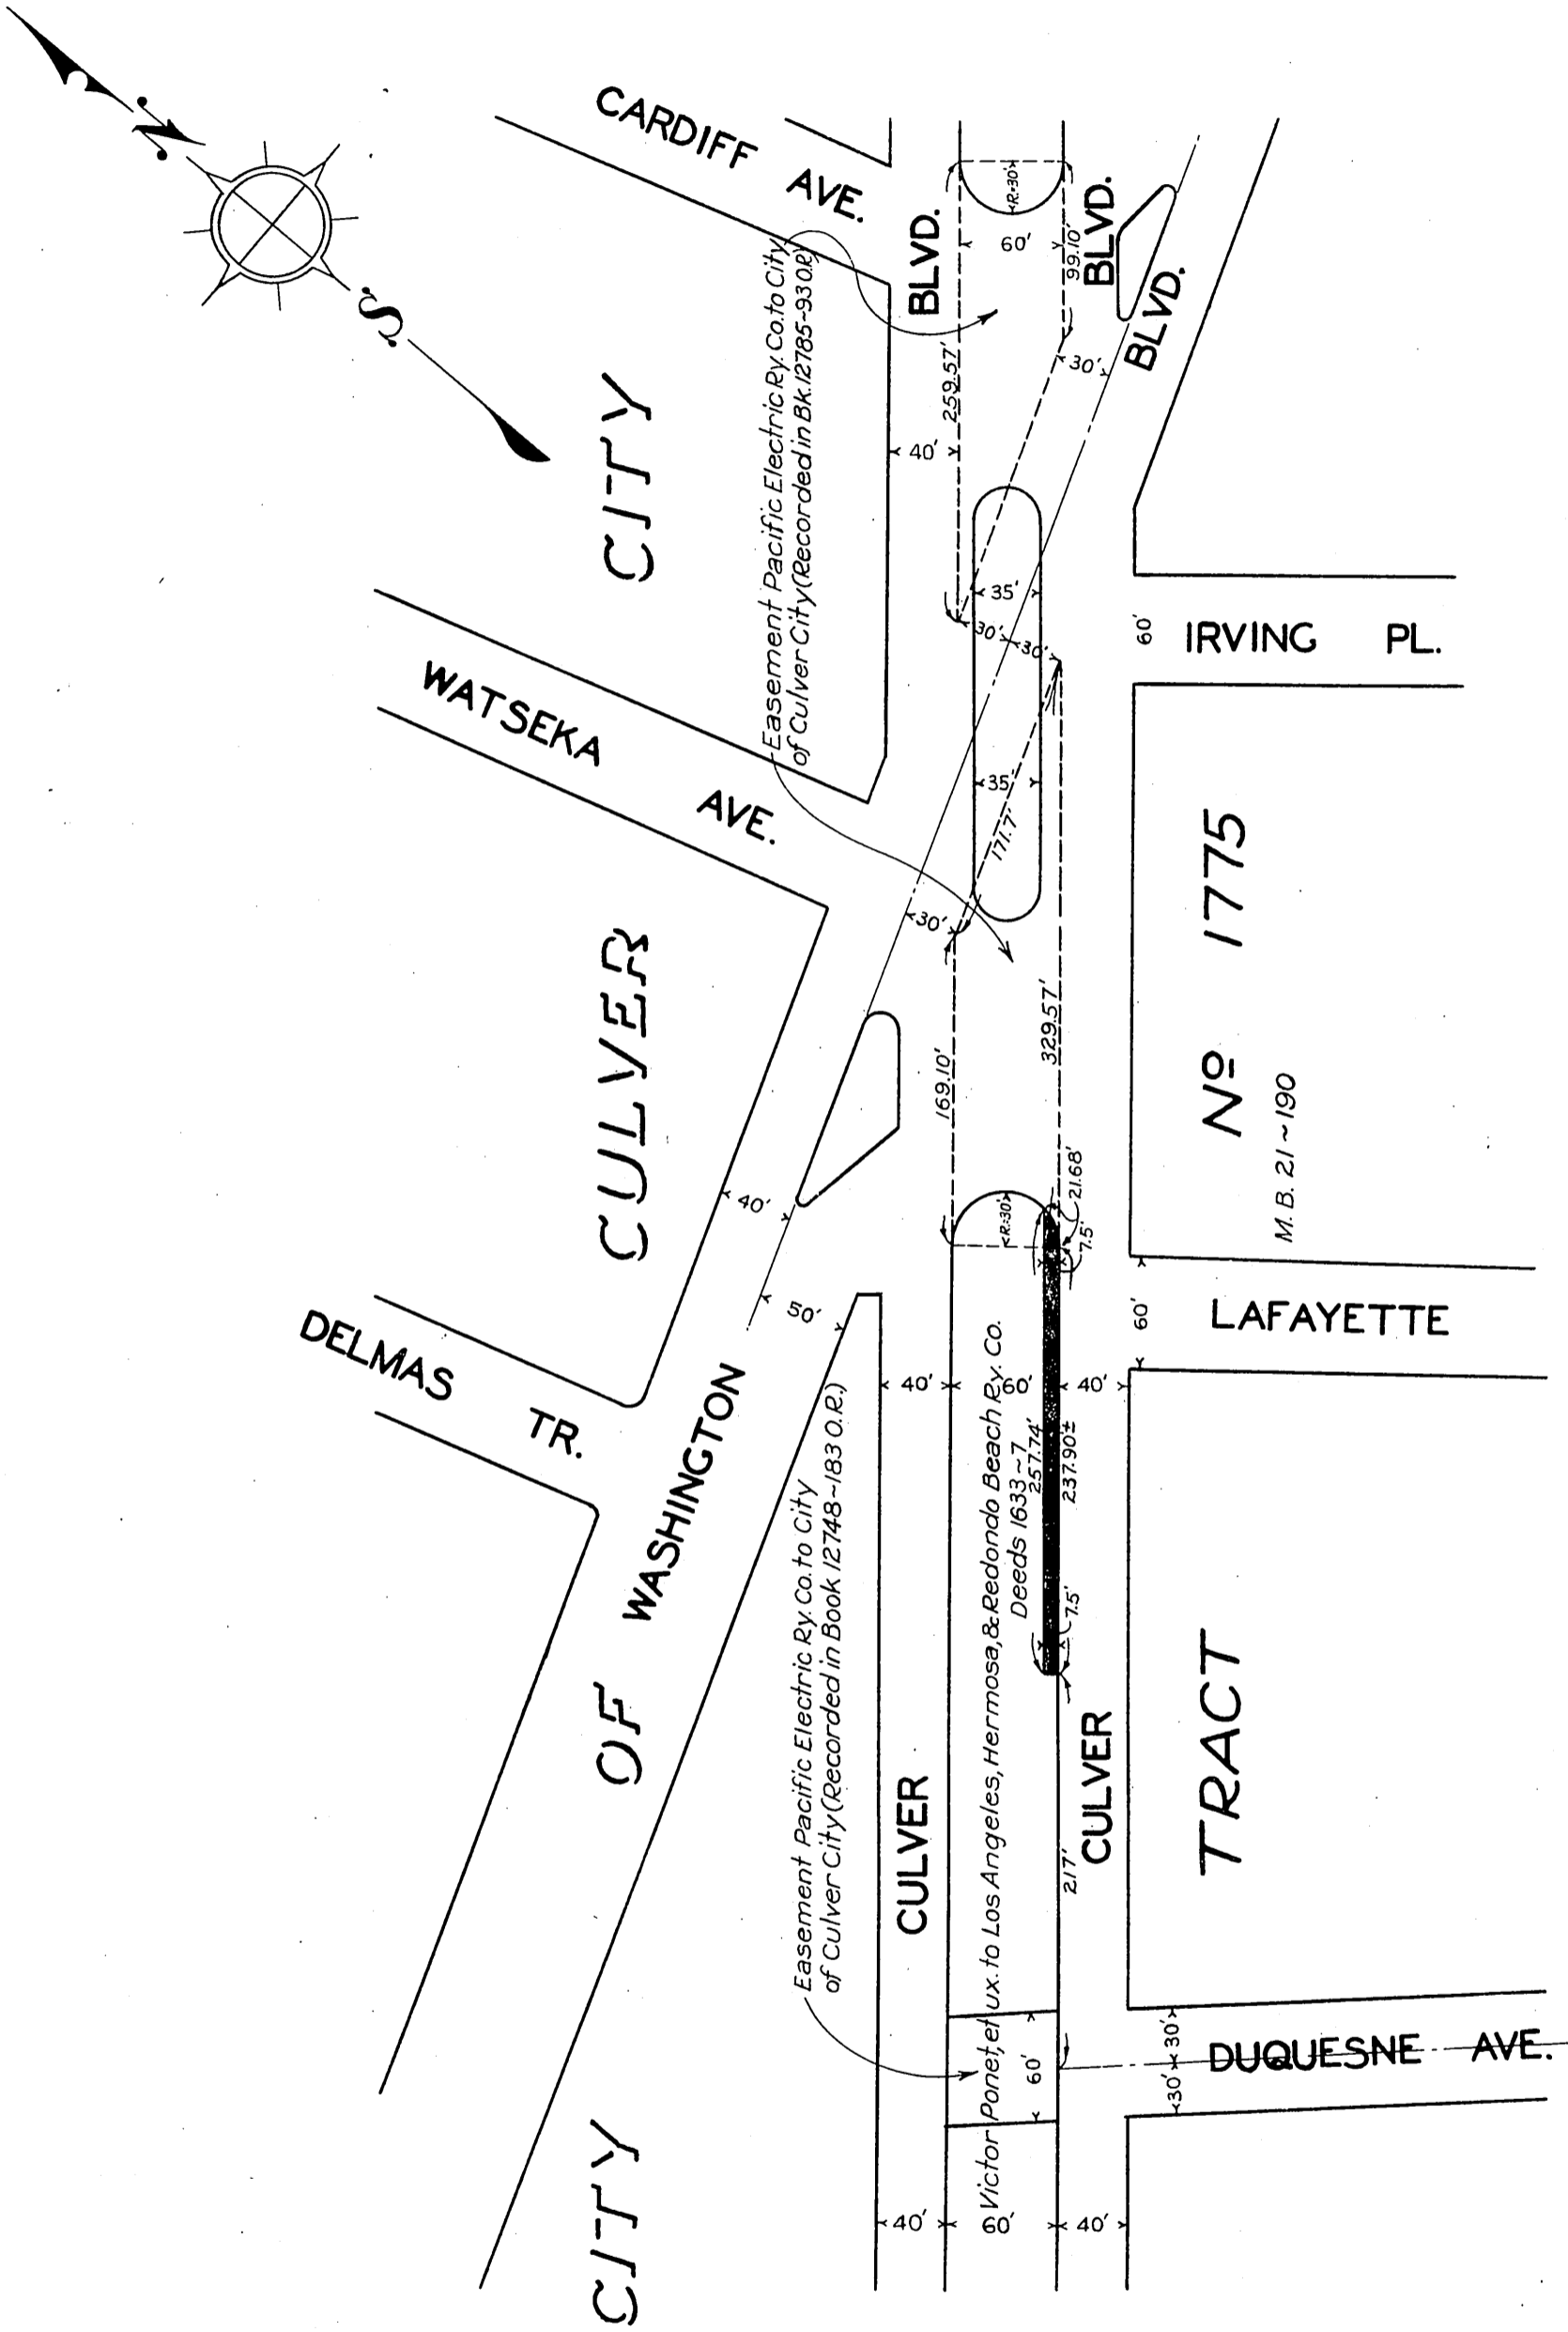 N
S
CARDIFF AVE.
BLVD.
BLVD.
BLVD.
R=30'
60'
99.10'
30'
259.57'
40'
Easement Pacific Electric Ry. Co. to City
of Culver City (Recorded in Bk.12785~93 O.R.)
CITY
WATSEKA AVE.
35'
30'
30'
35'
171.7'
30'
60'
IRVING PL.
CULVER
169.10'
329.57'
No 1775
M.B. 21~190
40'
50'
R=30'
21.68'
7.5'
DELMAS TR.
60'
LAFAYETTE
40'
60'
40'
WASHINGTON
OF
Easement Pacific Electric Ry. Co. to City
of Culver City (Recorded in Book 12748~183 O.R.)
Victor Ponet, et ux. to Los Angeles, Hermosa, & Redondo Beach Ry. Co.
Deeds 1633~7
257.74'
237.90'±
7.5'
CULVER
CULVER
217'
TRACT
60'
30'
30'
DUQUESNE AVE.
CITY
40'
60'
40'